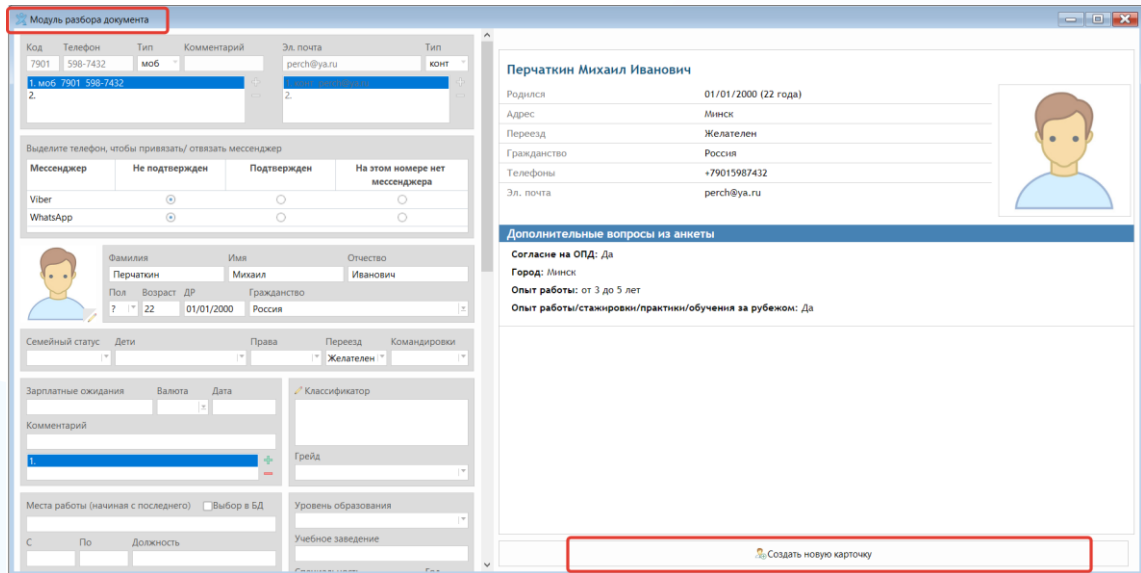 Модуль разбора документа
Код Телефон Тип Комментарий Эл. почта Тип
7901 598-7432 моб perch@ya.ru конт
1. моб 7901 598-7432 1. конт perch@ya.ru
2. 2.
Выделите телефон, чтобы привязать/ отвязать мессенджер
Мессенджер Не подтвержден Подтвержден На этом номере нет
мессенджера
Viber
WhatsApp
Фамилия Имя Отчество
Перчаткин Михаил Иванович
Пол Возраст ДР Гражданство
? 22 01/01/2000 Россия
Семейный статус Дети Права Переезд Командировки
Желателен
Зарплатные ожидания Валюта Дата Классификатор
Комментарий
1.
Грейд
Места работы (начиная с последнего) Выбор в БД Уровень образования
С По Должность Учебное заведение
Специальность Год
Перчаткин Михаил Иванович
Родился 01/01/2000 (22 года)
Адрес Минск
Переезд Желателен
Гражданство Россия
Телефоны +79015987432
Эл. почта perch@ya.ru
Дополнительные вопросы из анкеты
Согласие на ОПД: Да
Город: Минск
Опыт работы: от 3 до 5 лет
Опыт работы/стажировки/практики/обучения за рубежом: Да
Создать новую карточку